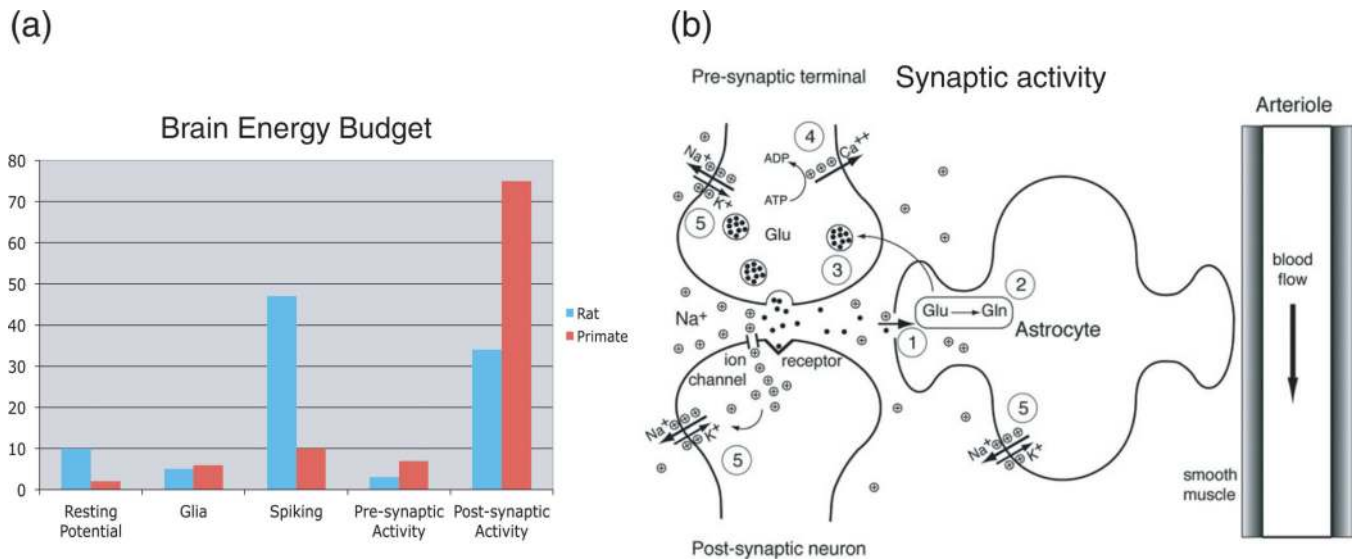 (a)
Brain Energy Budget
80
70
60
50
40
30
20
10
0
Resting
Potential
Glia
Spiking
Pre-synaptic
Activity
Post-synaptic
Activity
Rat
Primate
(b)
Pre-synaptic terminal
Synaptic activity
Arteriole
4
Na⁺
K⁺
ADP
ATP
Ca⁺⁺
5
Glu
3
2
Glu → Gln
Astrocyte
Na⁺
1
ion
channel
receptor
Na⁺
K⁺
5
5
Na⁺
K⁺
blood
flow
smooth
muscle
Post-synaptic neuron